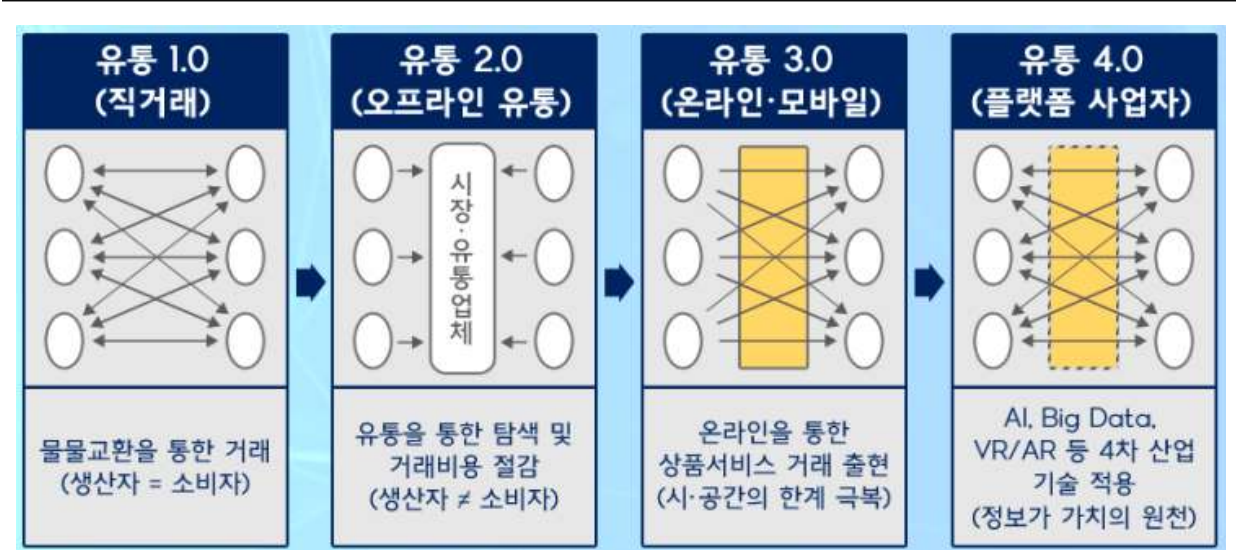 유통 1.0
(직거래)
물물교환을 통한 거래
(생산자 = 소비자)
유통 2.0
(오프라인 유통)
시장·유통업체
유통을 통한 탐색 및
거래비용 절감
(생산자 ≠ 소비자)
유통 3.0
(온라인·모바일)
온라인을 통한
상품서비스 거래 출현
(시·공간의 한계 극복)
유통 4.0
(플랫폼 사업자)
AI, Big Data,
VR/AR 등 4차 산업
기술 적용
(정보가 가치의 원천)